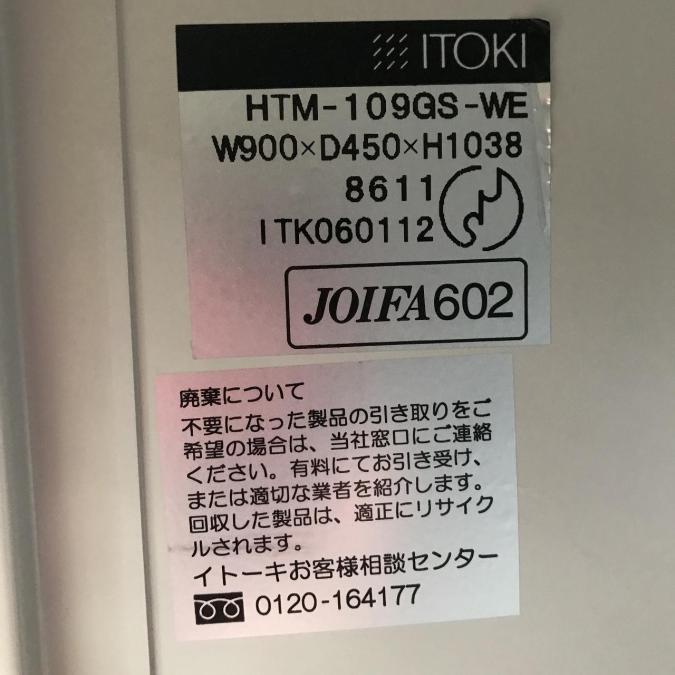 ITOKI
HTM-109GS-WE
W900×D450×H1038
8611
ITK060112
JOIFA602
廃棄について
不要になった製品の引き取りをご
希望の場合は、当社窓口にご連絡
ください。有料にてお引き受け、
または適切な業者を紹介します。
回収した製品は、適正にリサイク
ルされます。
イトーキお客様相談センター
0120-164177